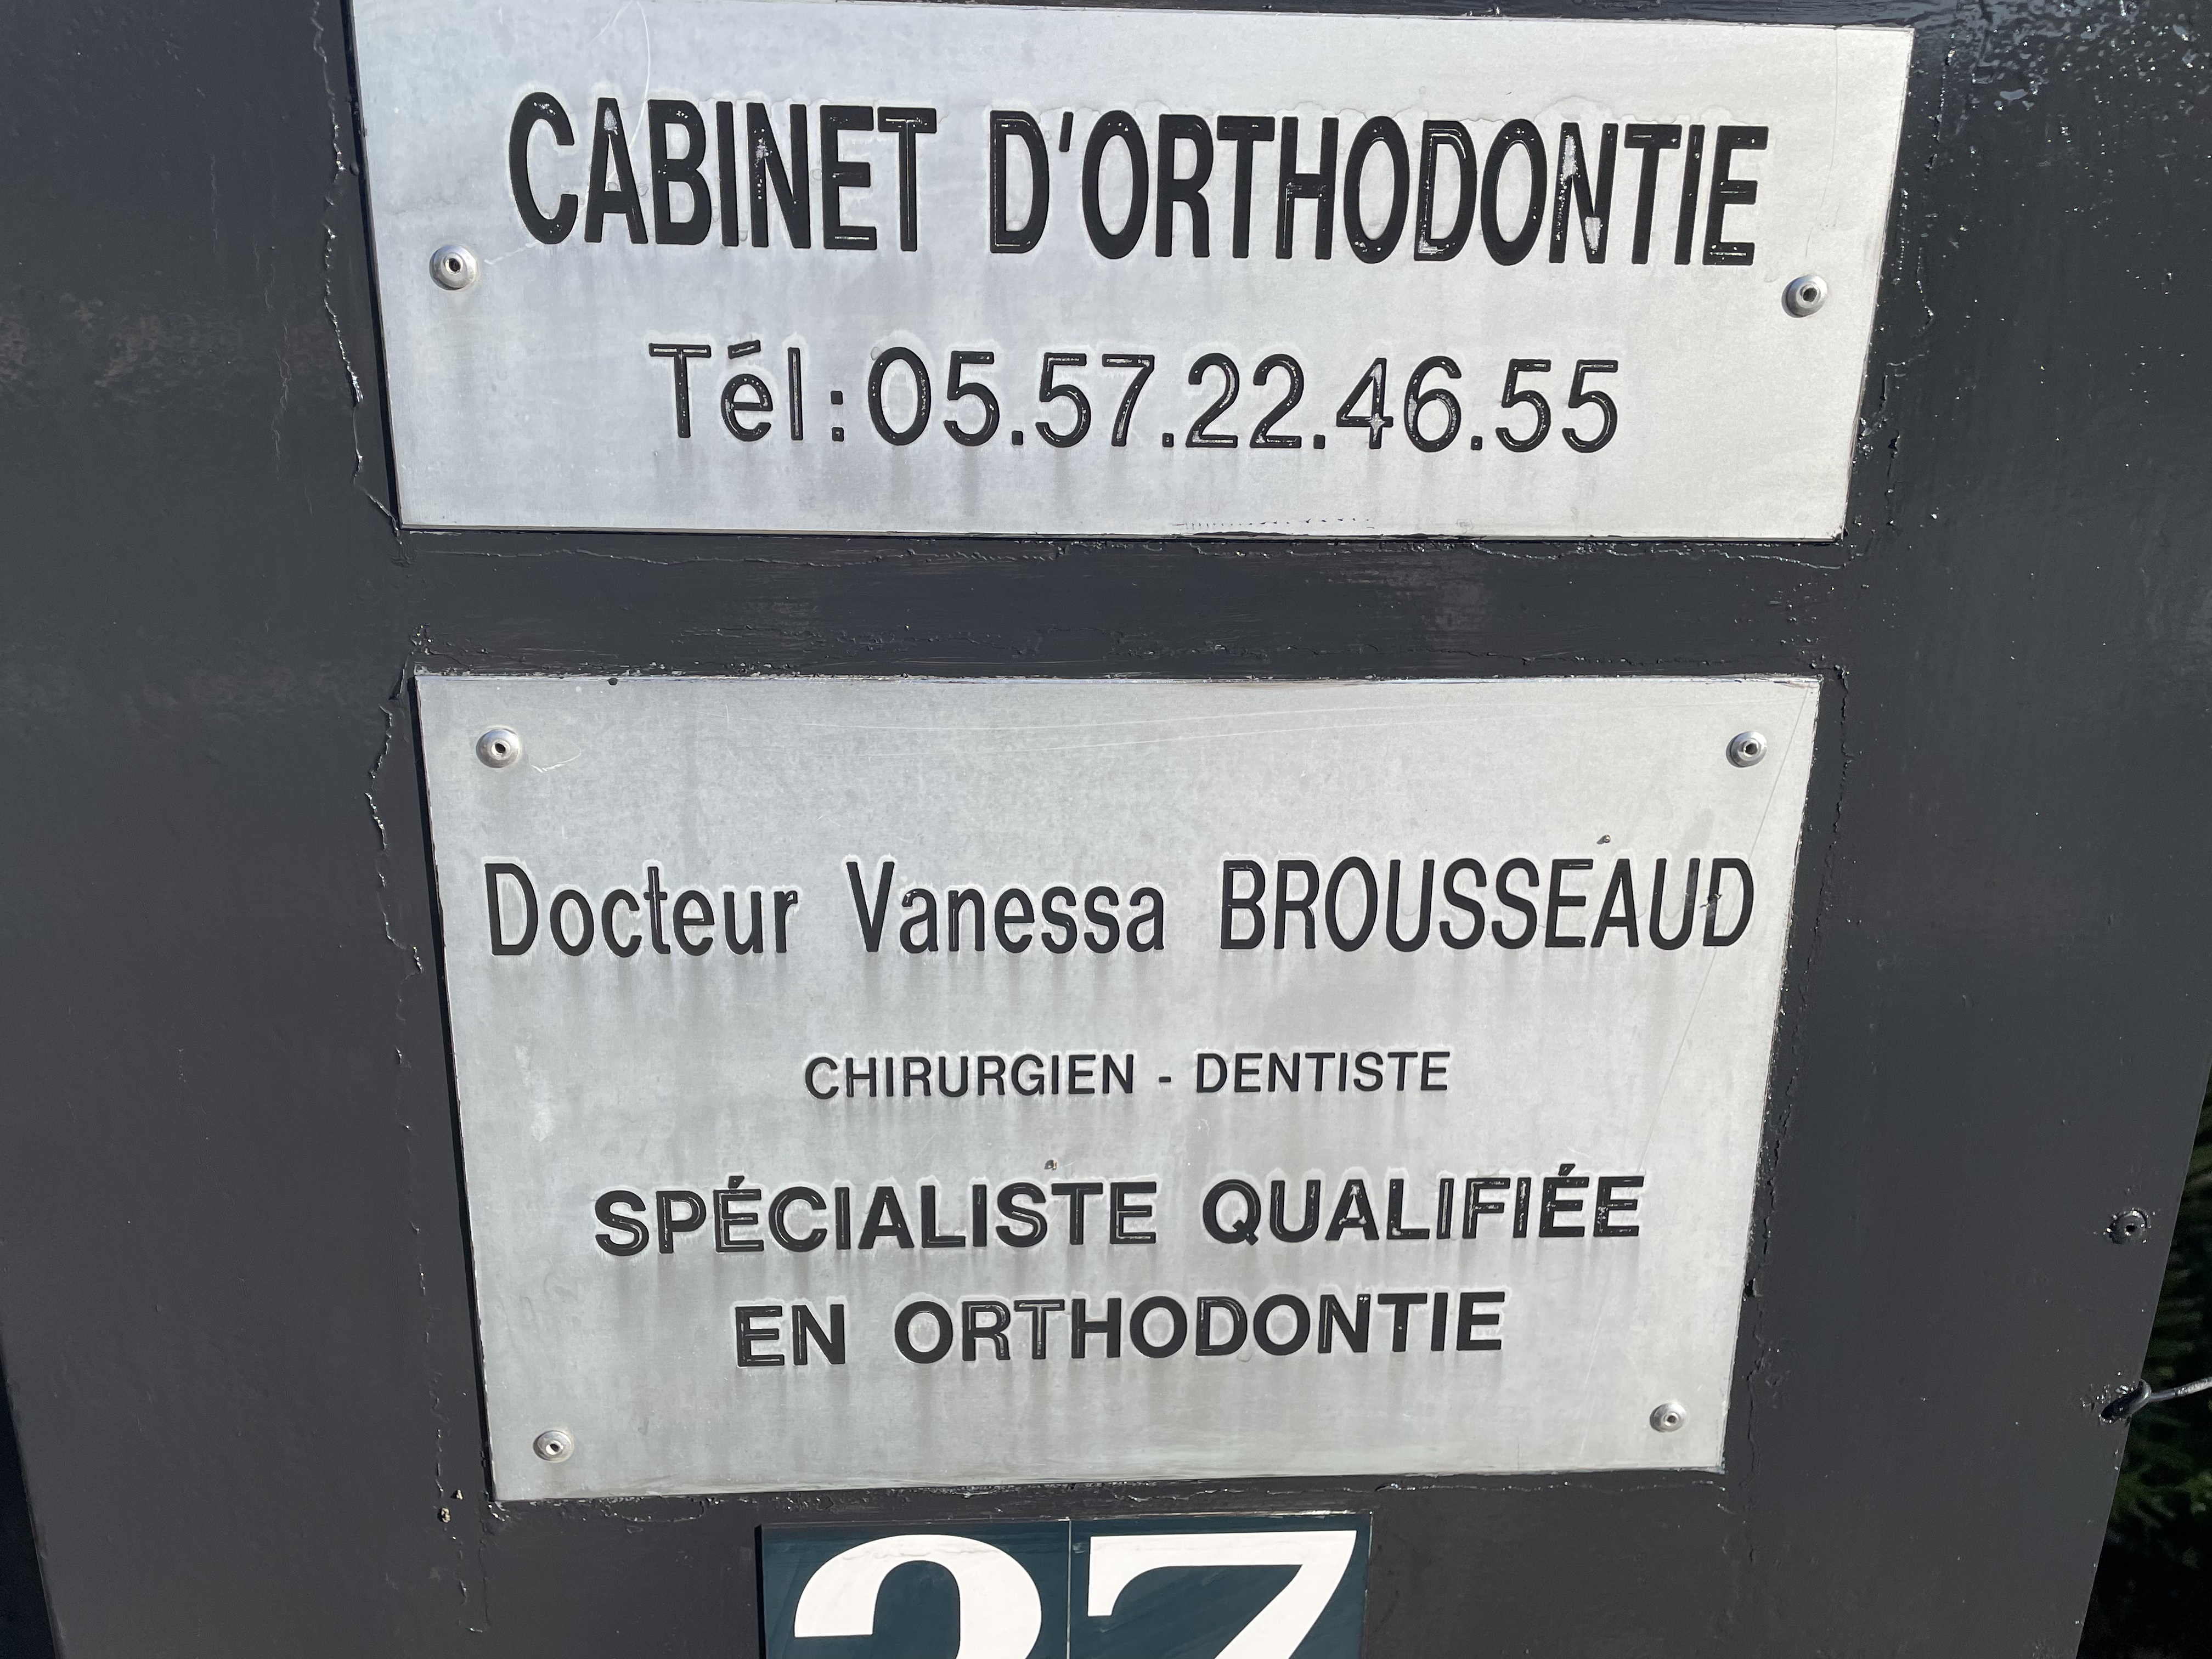 CABINET D'ORTHODONTIE
Tél:05.57.22.46.55
Docteur Vanessa BROUSSEAUD
CHIRURGIEN - DENTISTE
SPÉCIALISTE QUALIFIÉE
EN ORTHODONTIE